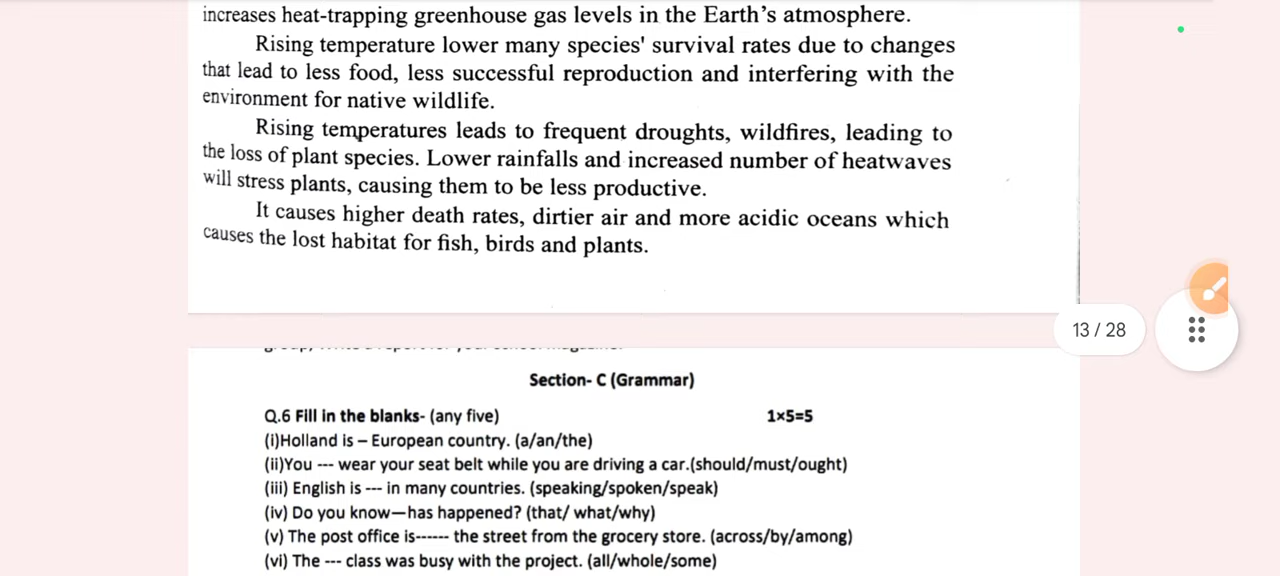 increases heat-trapping greenhouse gas levels in the Earth's atmosphere.
Rising temperature lower many species' survival rates due to changes
that lead to less food, less successful reproduction and interfering with the
environment for native wildlife.
Rising temperatures leads to frequent droughts, wildfires, leading to
the loss of plant species. Lower rainfalls and increased number of heatwaves
will stress plants, causing them to be less productive.
It causes higher death rates, dirtier air and more acidic oceans which
causes the lost habitat for fish, birds and plants.
13 / 28
Section- C (Grammar)
Q.6 Fill in the blanks- (any five) 1×5=5
(i)Holland is – European country. (a/an/the)
(ii)You --- wear your seat belt while you are driving a car.(should/must/ought)
(iii) English is --- in many countries. (speaking/spoken/speak)
(iv) Do you know—has happened? (that/ what/why)
(v) The post office is------ the street from the grocery store. (across/by/among)
(vi) The --- class was busy with the project. (all/whole/some)